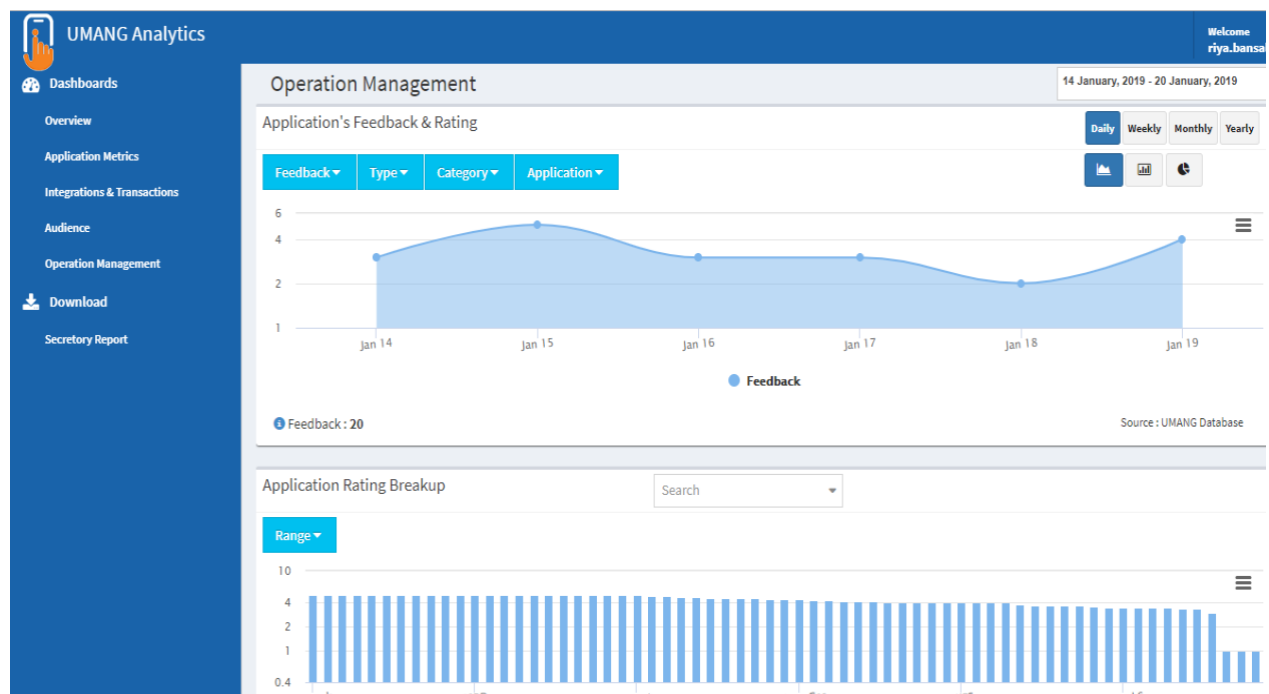 UMANG Analytics
Welcome
riya.bansal
Dashboards
Overview
Application Metrics
Integrations & Transactions
Audience
Operation Management
Download
Secretory Report
Operation Management
14 January, 2019 - 20 January, 2019
Application's Feedback & Rating
Daily Weekly Monthly Yearly
Feedback Type Category Application
6
4
2
1
Jan 14 Jan 15 Jan 16 Jan 17 Jan 18 Jan 19
Feedback
Feedback : 20
Source : UMANG Database
Application Rating Breakup
Search
Range
10
4
2
1
0.4